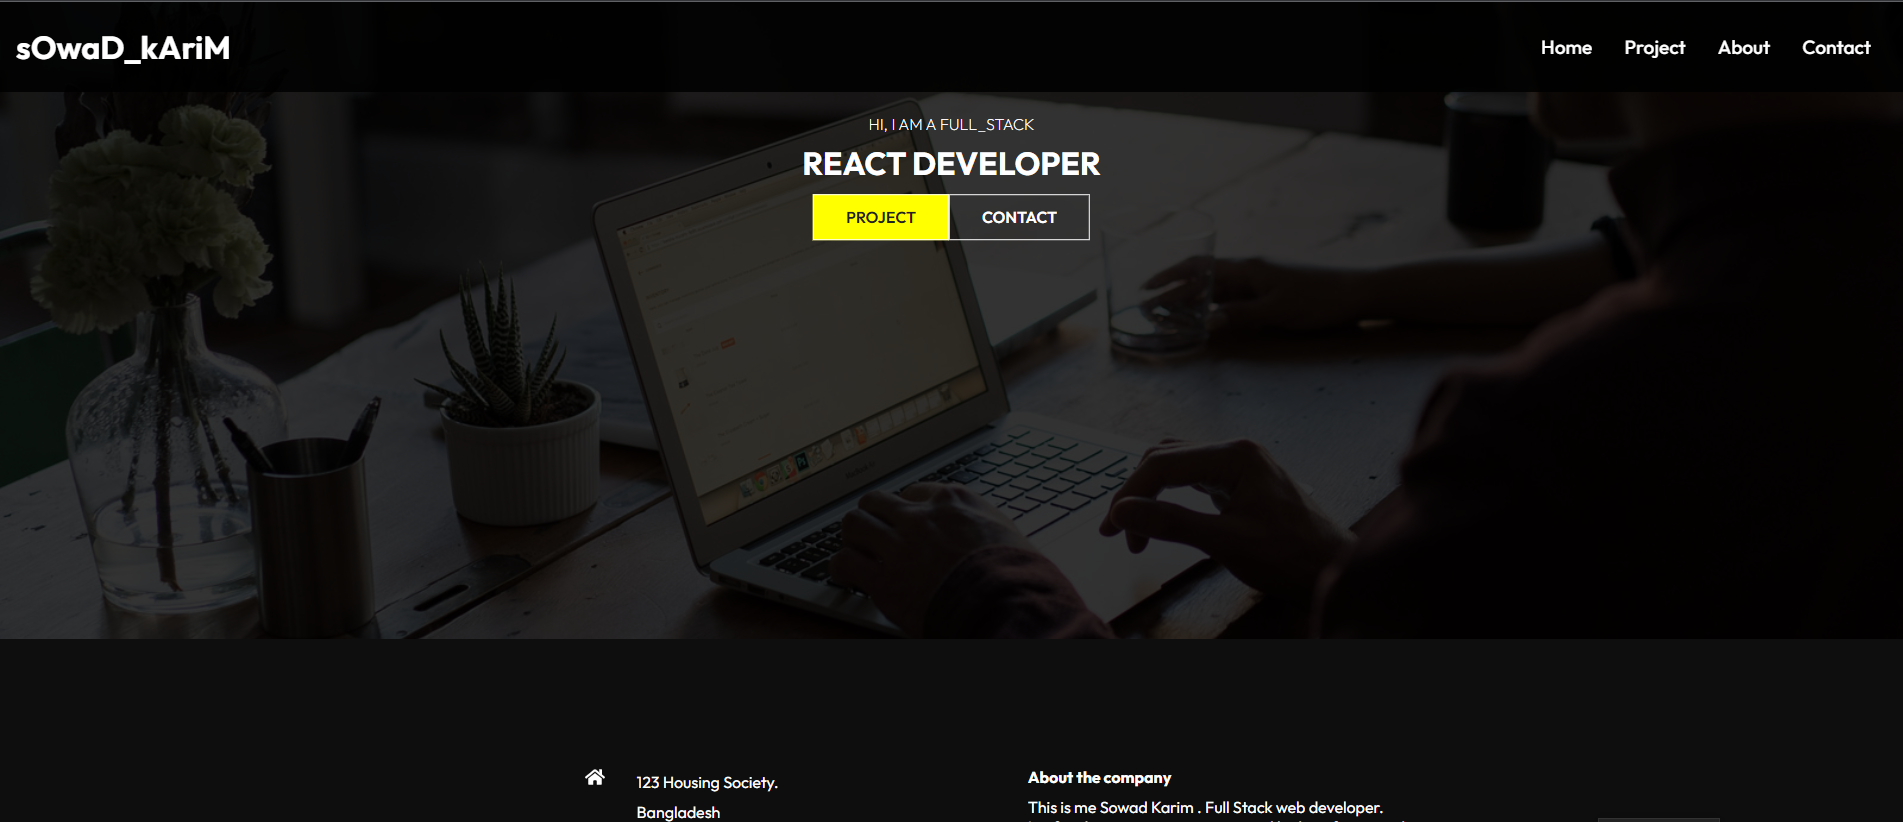 sOwaD_kAriM
Home Project About Contact
HI, I AM A FULL_STACK
REACT DEVELOPER
PROJECT CONTACT
123 Housing Society.
Bangladesh
About the company
This is me Sowad Karim . Full Stack web developer.